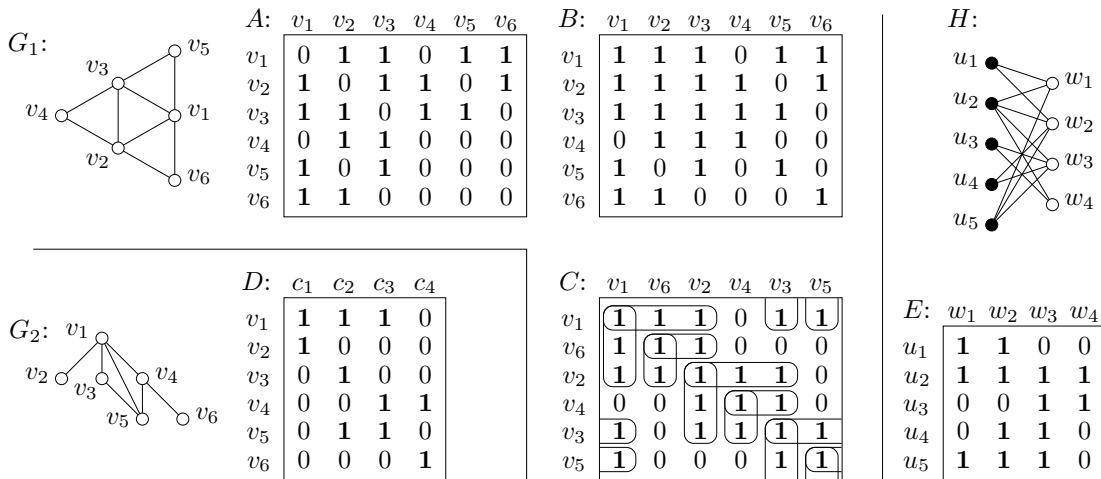 G₁:
v₅
v₃
v₄
v₁
v₂
v₆
A: v₁ v₂ v₃ v₄ v₅ v₆
v₁ 0 1 1 0 1 1
v₂ 1 0 1 1 0 1
v₃ 1 1 0 1 1 0
v₄ 0 1 1 0 0 0
v₅ 1 0 1 0 0 0
v₆ 1 1 0 0 0 0
B: v₁ v₂ v₃ v₄ v₅ v₆
v₁ 1 1 1 0 1 1
v₂ 1 1 1 1 0 1
v₃ 1 1 1 1 1 0
v₄ 0 1 1 1 0 0
v₅ 1 0 1 0 1 0
v₆ 1 1 0 0 0 1
H:
u₁
w₁
u₂
w₂
u₃
w₃
u₄
w₄
u₅
G₂:
v₁
v₂
v₃
v₄
v₅
v₆
D: c₁ c₂ c₃ c₄
v₁ 1 1 1 0
v₂ 1 0 0 0
v₃ 0 1 0 0
v₄ 0 0 1 1
v₅ 0 1 1 0
v₆ 0 0 0 1
C: v₁ v₆ v₂ v₄ v₃ v₅
v₁ 1 1 1 0 1 1
v₆ 1 1 1 0 0 0
v₂ 1 1 1 1 1 0
v₄ 0 0 1 1 1 0
v₃ 1 0 1 1 1 1
v₅ 1 0 0 0 1 1
E: w₁ w₂ w₃ w₄
u₁ 1 1 0 0
u₂ 1 1 1 1
u₃ 0 0 1 1
u₄ 0 1 1 0
u₅ 1 1 1 0